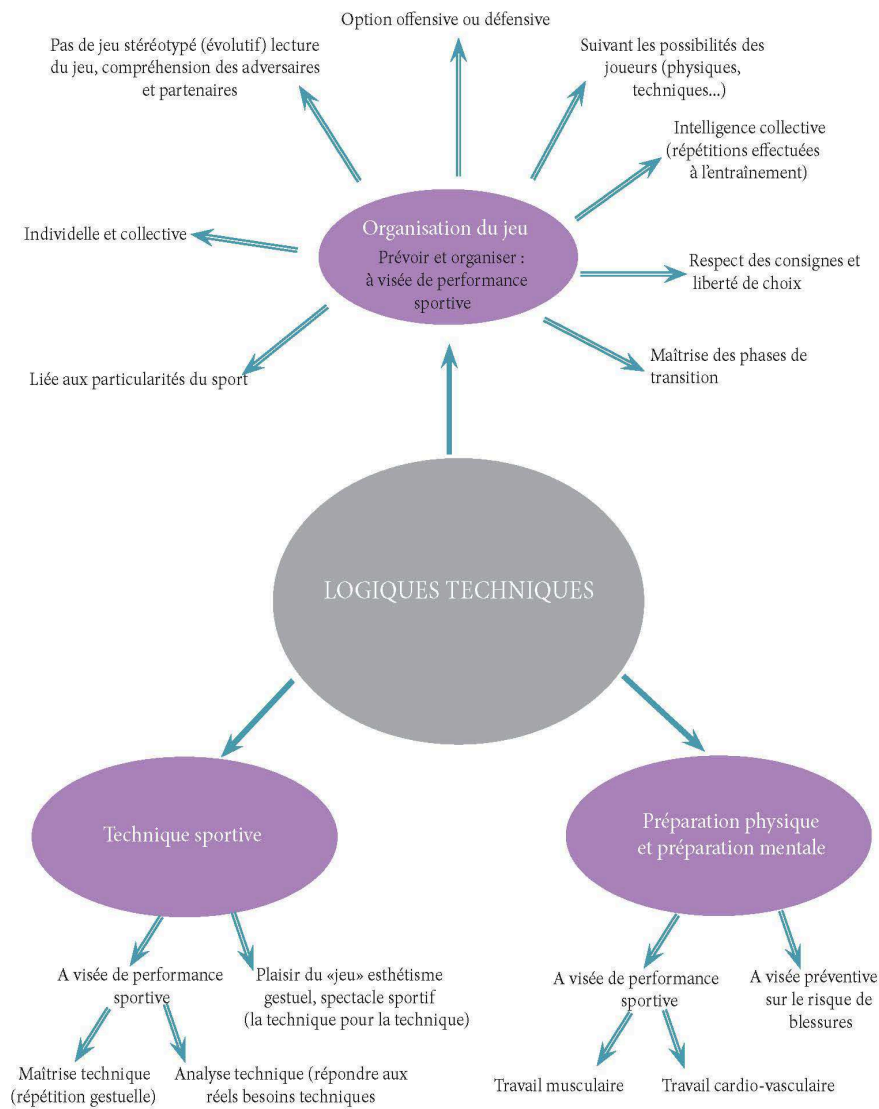 Option offensive ou défensive
Pas de jeu stéréotypé (évolutif) lecture
du jeu, compréhension des adversaires
et partenaires
Suivant les possibilités des
joueurs (physiques,
techniques...)
Intelligence collective
(répétitions effectuées
à l'entraînement)
Organisation du jeu
Prévoir et organiser :
à visée de performance
sportive
Individelle et collective
Respect des consignes et
liberté de choix
Maîtrise des phases de
transition
Liée aux particularités du sport
LOGIQUES TECHNIQUES
Technique sportive
Préparation physique
et préparation mentale
A visée de performance
sportive
Plaisir du «jeu» esthétisme
gestuel, spectacle sportif
(la technique pour la technique)
Maîtrise technique
(répétition gestuelle)
Analyse technique (répondre aux
réels besoins techniques
A visée de performance
sportive
A visée préventive
sur le risque de
blessures
Travail musculaire
Travail cardio-vasculaire